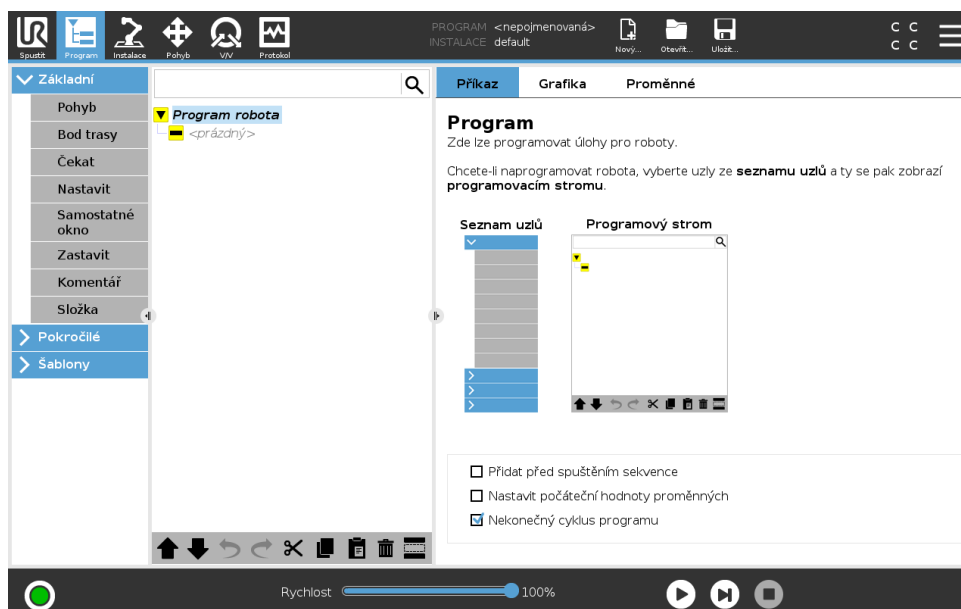 PROGRAM <nepojmenovaná>
INSTALACE default
UR
Spustit
Program
Instalace
Pohyb
V/V
Protokol
Nový...
Otevřít...
Uložit...
C C
C C
Základní
Pohyb
Bod trasy
Čekat
Nastavit
Samostatné
okno
Zastavit
Komentář
Složka
Pokročilé
Šablony
Program robota
<prázdný>
Příkaz
Grafika
Proměnné
Program
Zde lze programovat úlohy pro roboty.
Chcete-li naprogramovat robota, vyberte uzly ze seznamu uzlů a ty se pak zobrazí
programovacím stromu.
Seznam uzlů
Programový strom
Přidat před spuštěním sekvence
Nastavit počáteční hodnoty proměnných
Nekonečný cyklus programu
Rychlost
100%